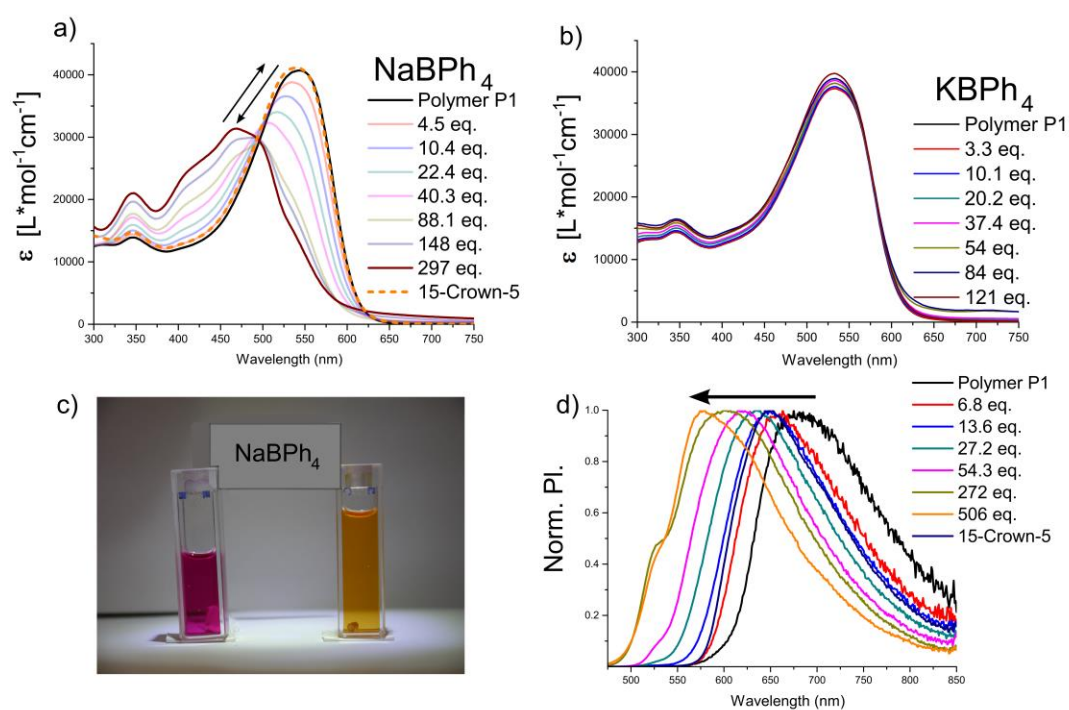 a)
NaBPh4
Polymer P1
4.5 eq.
10.4 eq.
22.4 eq.
40.3 eq.
88.1 eq.
148 eq.
297 eq.
15-Crown-5
ε [L*mol-1cm-1]
40000
30000
20000
10000
0
300 350 400 450 500 550 600 650 700 750
Wavelength (nm)
b)
KBPh4
Polymer P1
3.3 eq.
10.1 eq.
20.2 eq.
37.4 eq.
54 eq.
84 eq.
121 eq.
ε [L*mol-1cm-1]
40000
30000
20000
10000
0
300 350 400 450 500 550 600 650 700 750
Wavelength (nm)
c)
NaBPh4
d)
Polymer P1
6.8 eq.
13.6 eq.
27.2 eq.
54.3 eq.
272 eq.
506 eq.
15-Crown-5
Norm. Pl.
1.0
0.8
0.6
0.4
0.2
500 550 600 650 700 750 800 850
Wavelength (nm)